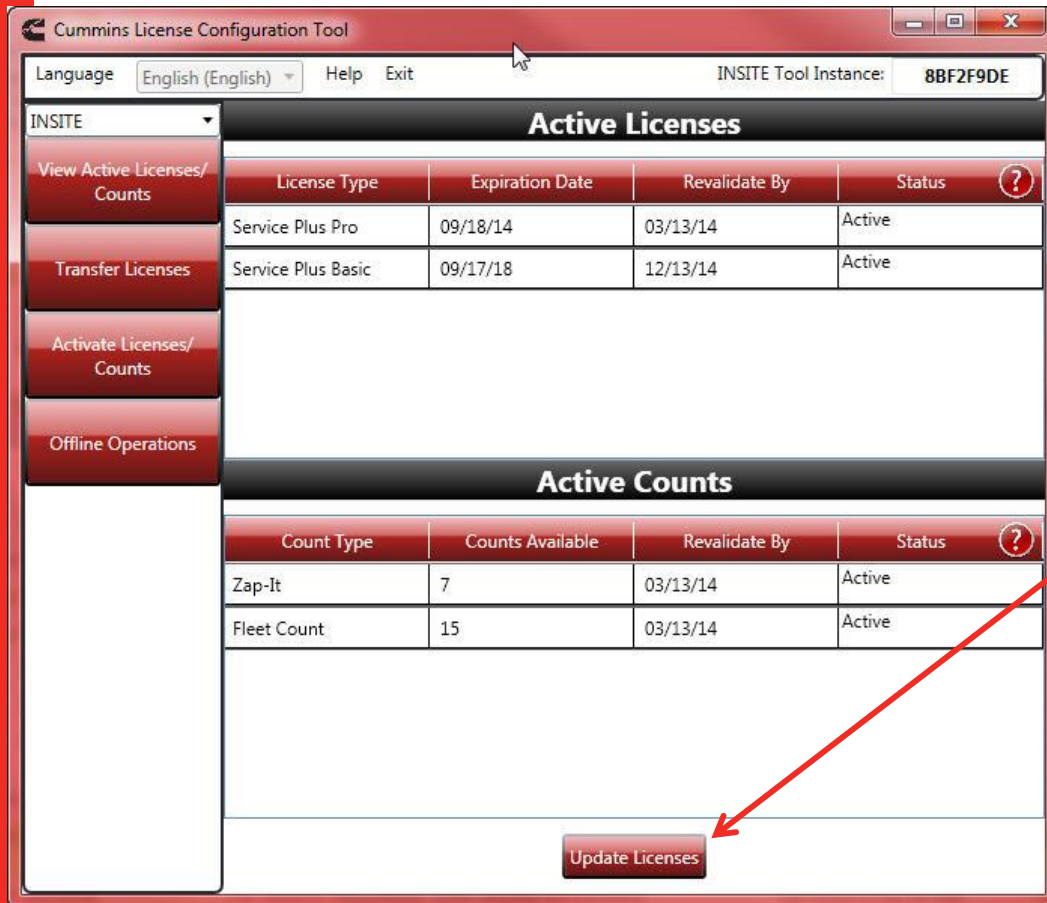 Cummins License Configuration Tool
Language English (English) Help Exit INSITE Tool Instance: 8BF2F9DE
INSITE
View Active Licenses/
Counts
Transfer Licenses
Activate Licenses/
Counts
Offline Operations
Active Licenses
License Type Expiration Date Revalidate By Status ?
Service Plus Pro 09/18/14 03/13/14 Active
Service Plus Basic 09/17/18 12/13/14 Active
Active Counts
Count Type Counts Available Revalidate By Status ?
Zap-It 7 03/13/14 Active
Fleet Count 15 03/13/14 Active
Update Licenses